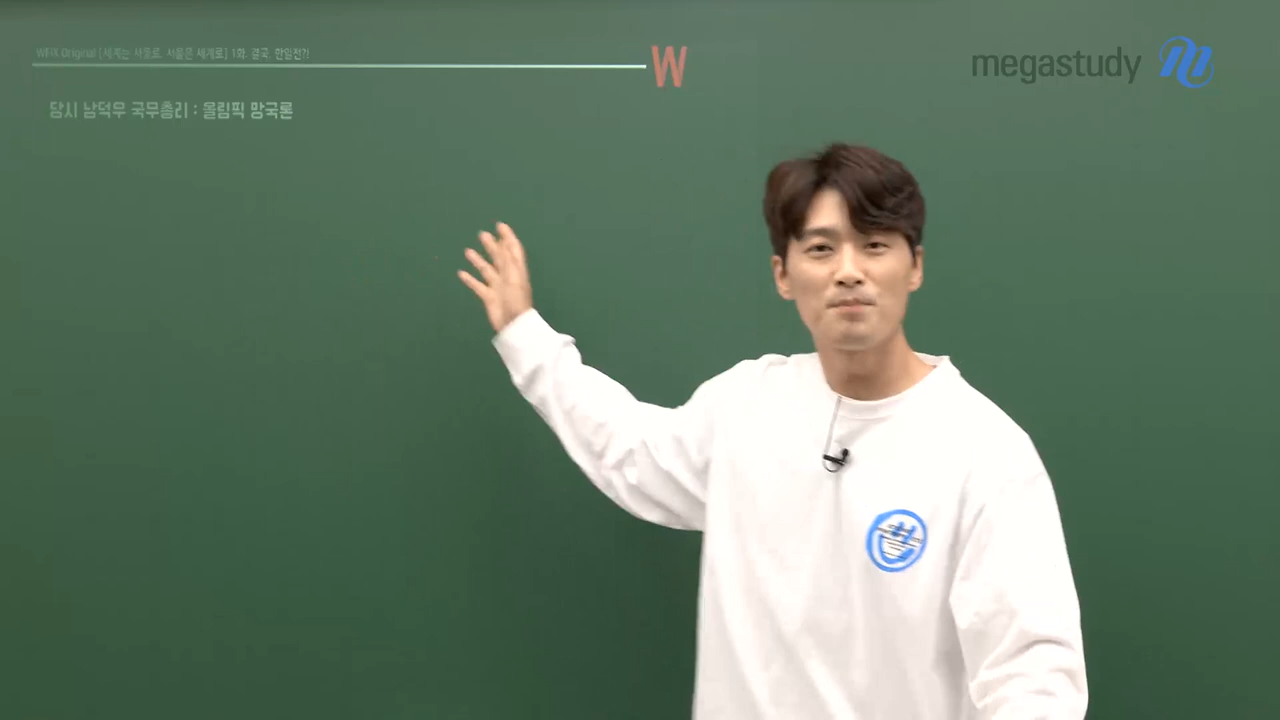 WFIX Original [세계는 서울로, 서울은 세계로] 1화. 결국, 한일전?!
W
megastudy
당시 남덕우 국무총리 : 올림픽 망국론